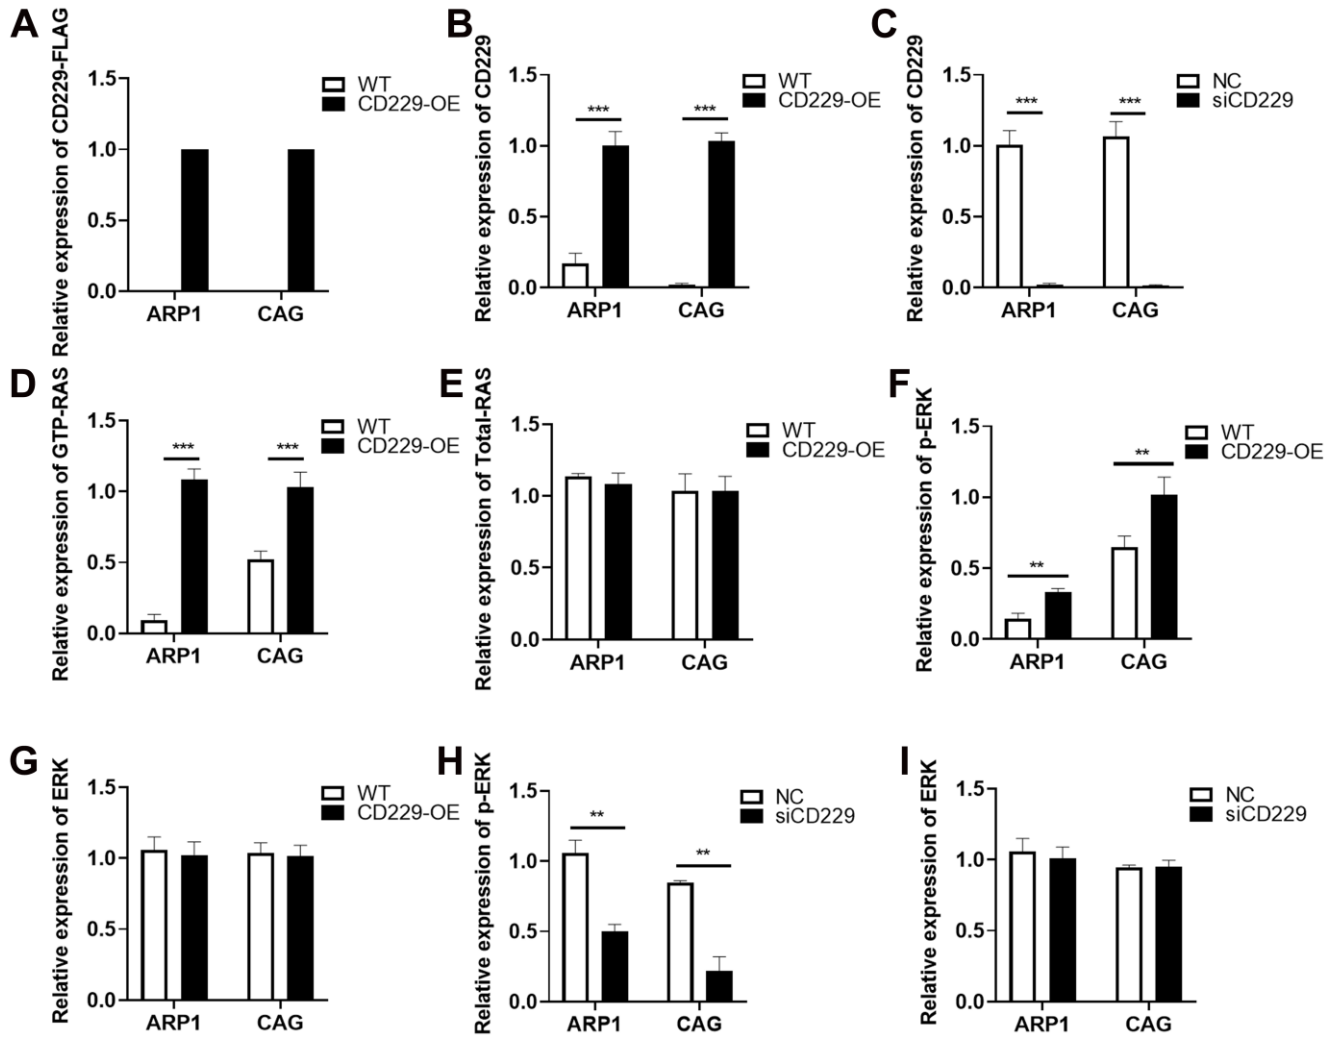 A
Relative expression of CD229-FLAG
1.5
1.0
0.5
0.0
ARP1
CAG
WT
CD229-OE
B
Relative expression of CD229
1.5
1.0
0.5
0.0
***
***
ARP1
CAG
WT
CD229-OE
C
Relative expression of CD229
1.5
1.0
0.5
0.0
***
***
ARP1
CAG
NC
siCD229
D
Relative expression of GTP-RAS
1.5
1.0
0.5
0.0
***
***
ARP1
CAG
WT
CD229-OE
E
Relative expression of Total-RAS
1.5
1.0
0.5
0.0
ARP1
CAG
WT
CD229-OE
F
Relative expression of p-ERK
1.5
1.0
0.5
0.0
**
**
ARP1
CAG
WT
CD229-OE
G
Relative expression of ERK
1.5
1.0
0.5
0.0
ARP1
CAG
WT
CD229-OE
H
Relative expression of p-ERK
1.5
1.0
0.5
0.0
**
**
ARP1
CAG
NC
siCD229
I
Relative expression of ERK
1.5
1.0
0.5
0.0
ARP1
CAG
NC
siCD229